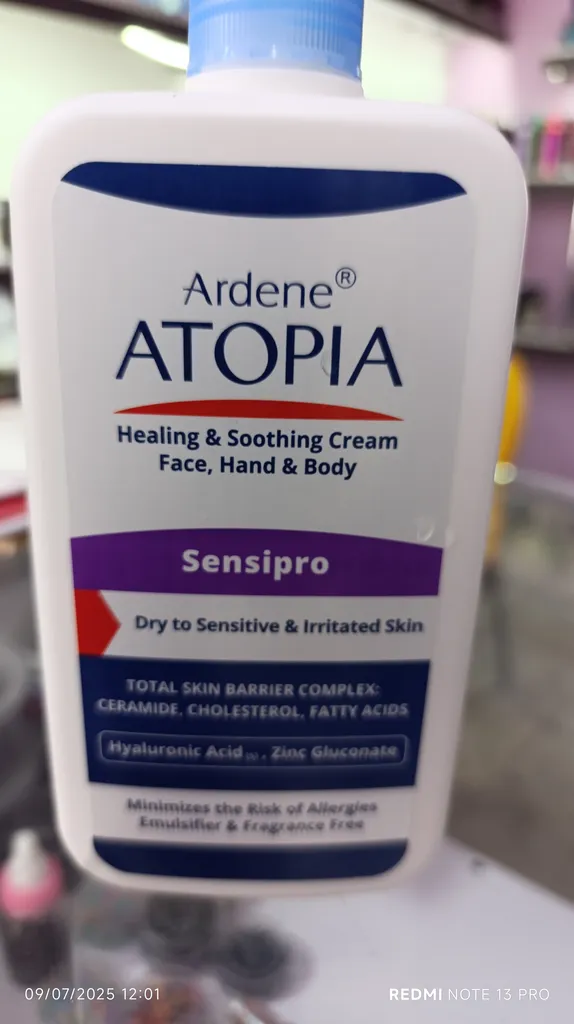 Ardene®
ATOPIA
Healing & Soothing Cream
Face, Hand & Body
Sensipro
Dry to Sensitive & Irritated Skin
TOTAL SKIN BARRIER COMPLEX:
CERAMIDE, CHOLESTEROL, FATTY ACIDS
Hyaluronic Acid , Zinc Gluconate
Minimizes the Risk of Allergies
Emulsifier & Fragrance Free
09/07/2025 12:01
REDMI NOTE 13 PRO